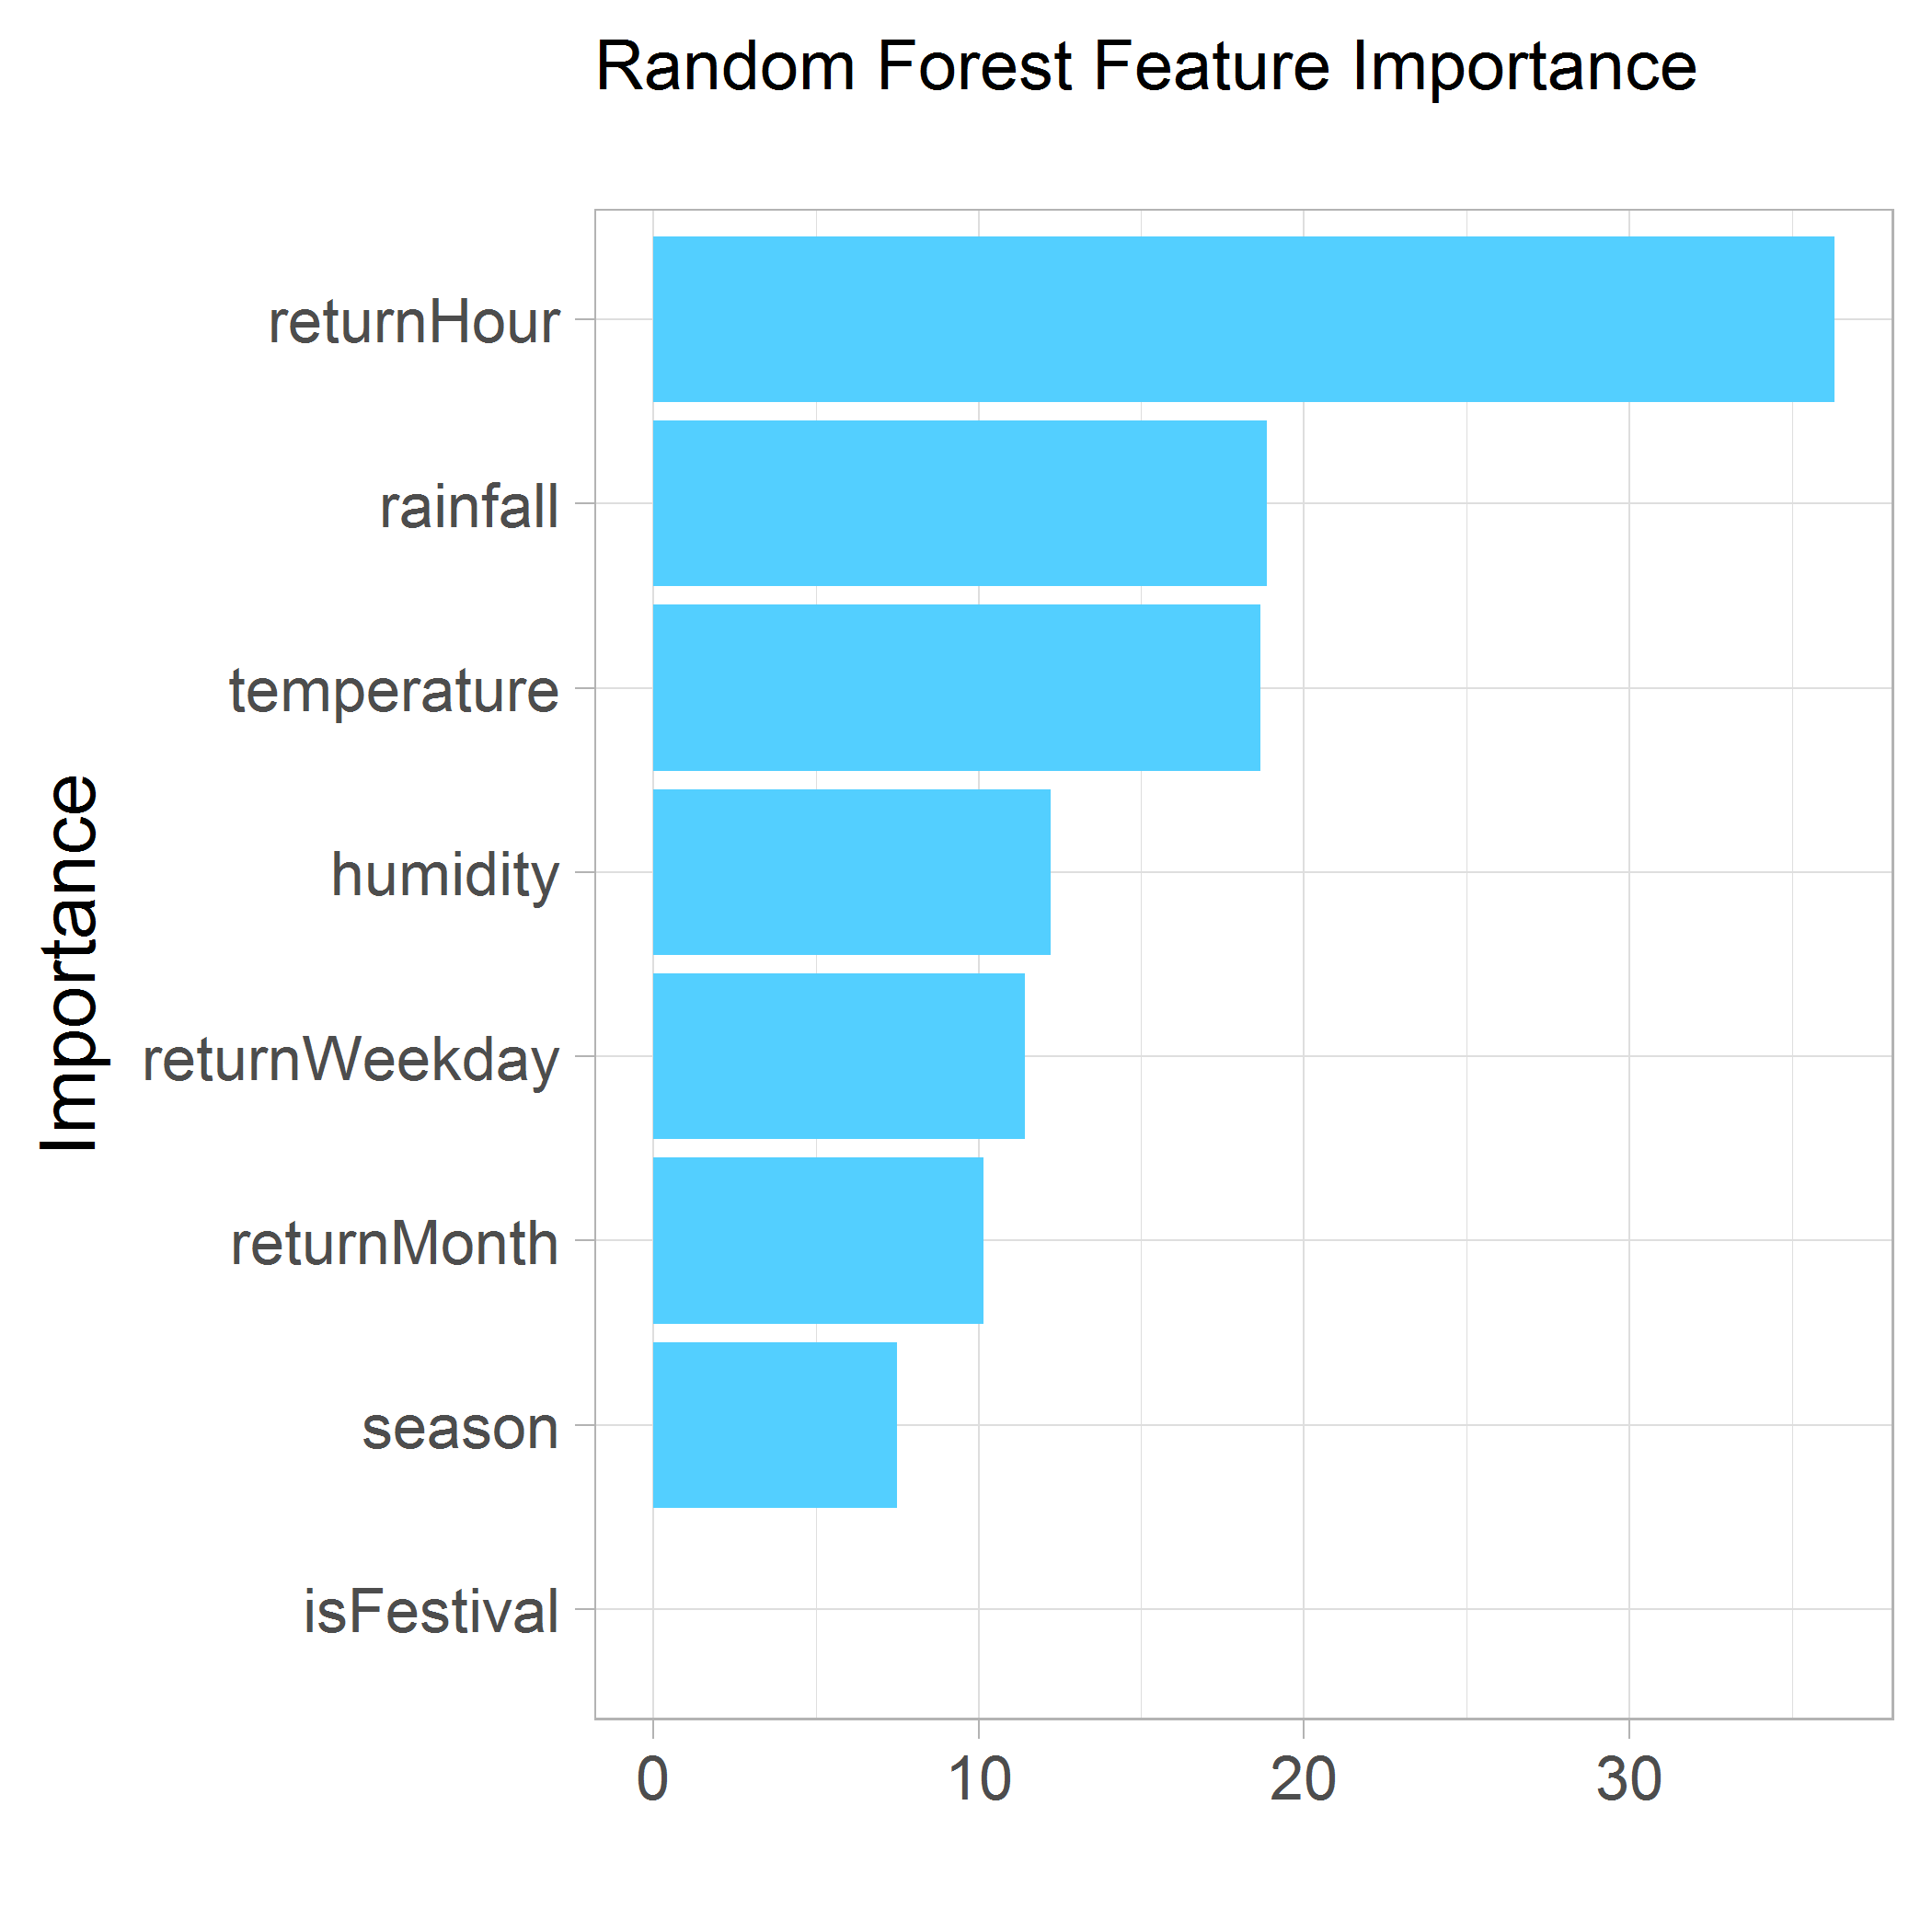 Random Forest Feature Importance
Importance
returnHour
rainfall
temperature
humidity
returnWeekday
returnMonth
season
isFestival
0 10 20 30